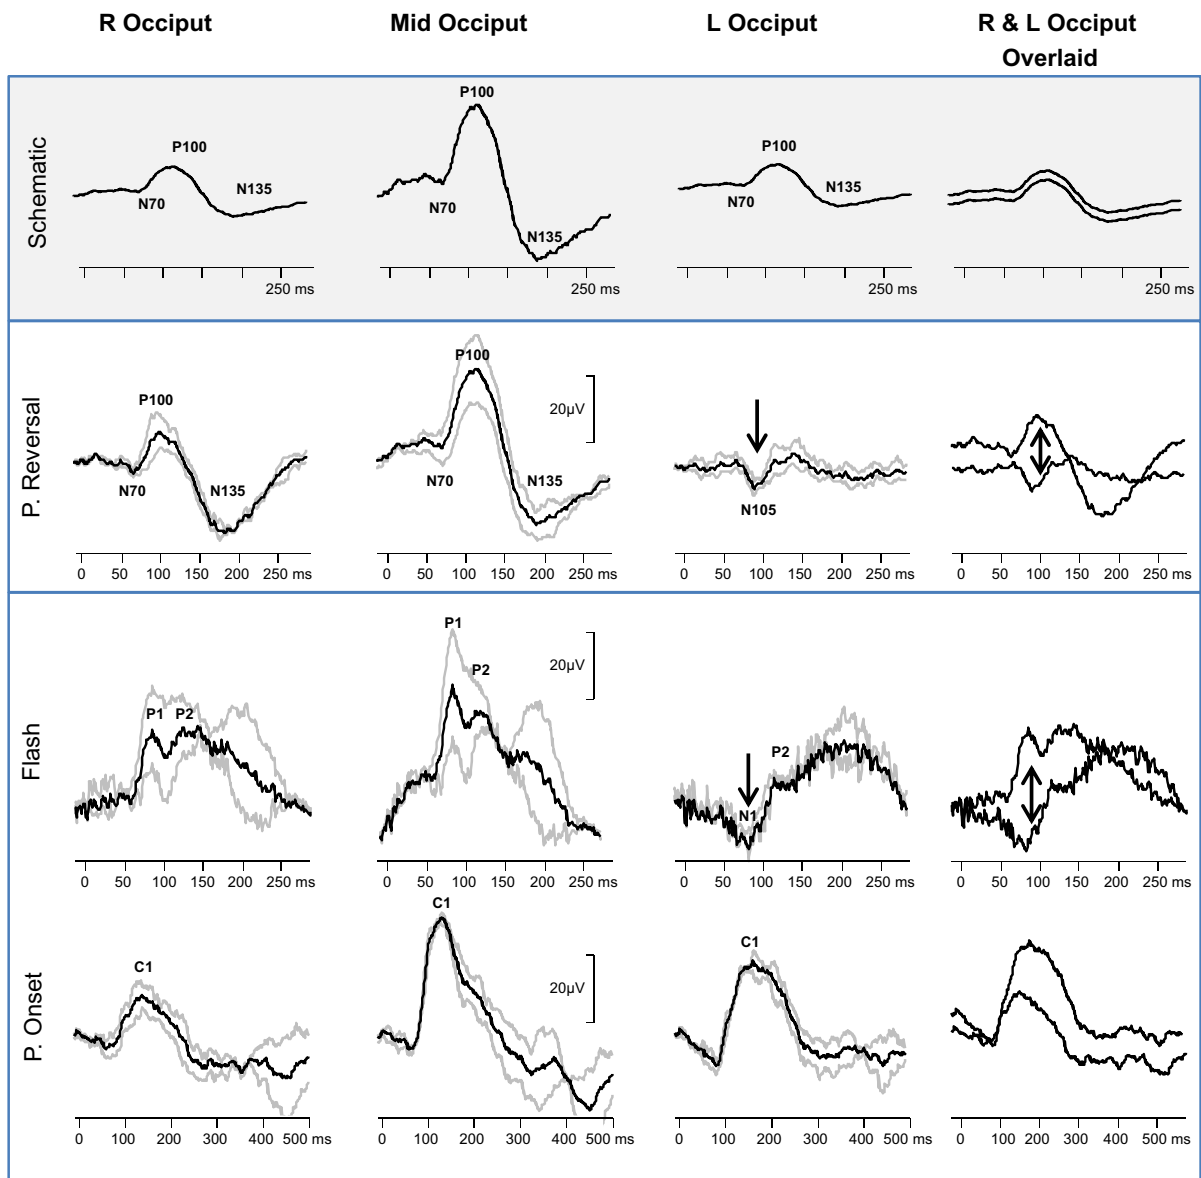 R Occiput
Mid Occiput
L Occiput
R & L Occiput
Overlaid
Schematic
P100
N70
N135
250 ms
P100
N70
N135
250 ms
P100
N70
N135
250 ms
250 ms
P. Reversal
P100
N70
N135
0 50 100 150 200 250 ms
P100
N70
N135
20µV
0 50 100 150 200 250 ms
N105
0 50 100 150 200 250 ms
0 50 100 150 200 250 ms
Flash
P1 P2
0 50 100 150 200 250 ms
P1
P2
20µV
0 50 100 150 200 250 ms
N1
P2
0 50 100 150 200 250 ms
0 50 100 150 200 250 ms
P. Onset
C1
0 100 200 300 400 500 ms
C1
20µV
0 100 200 300 400 500 ms
C1
0 100 200 300 400 500 ms
0 100 200 300 400 500 ms